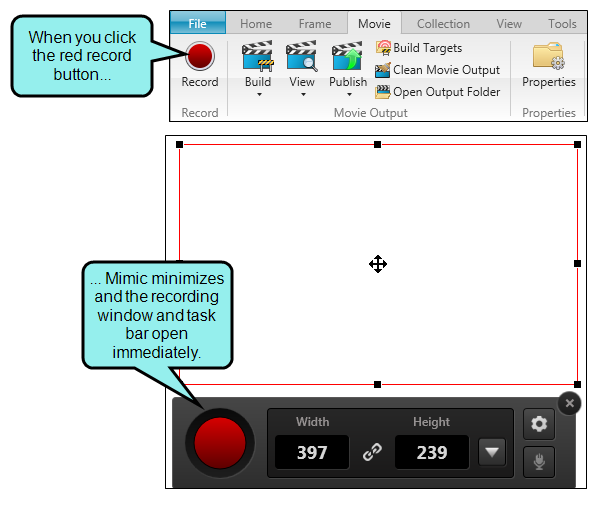 When you click
the red record
button...
File Home Frame Movie Collection View Tools
Record
Build
View
Publish
Build Targets
Clean Movie Output
Open Output Folder
Properties
Record Movie Output Properties
... Mimic minimizes
and the recording
window and task
bar open
immediately.
Width Height
397 239